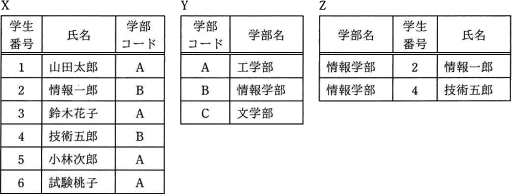 X
学生番号 氏名 学部コード
1 山田太郎 A
2 情報一郎 B
3 鈴木花子 A
4 技術五郎 B
5 小林次郎 A
6 試験桃子 A
Y
学部コード 学部名
A 工学部
B 情報学部
C 文学部
Z
学部名 学生番号 氏名
情報学部 2 情報一郎
情報学部 4 技術五郎